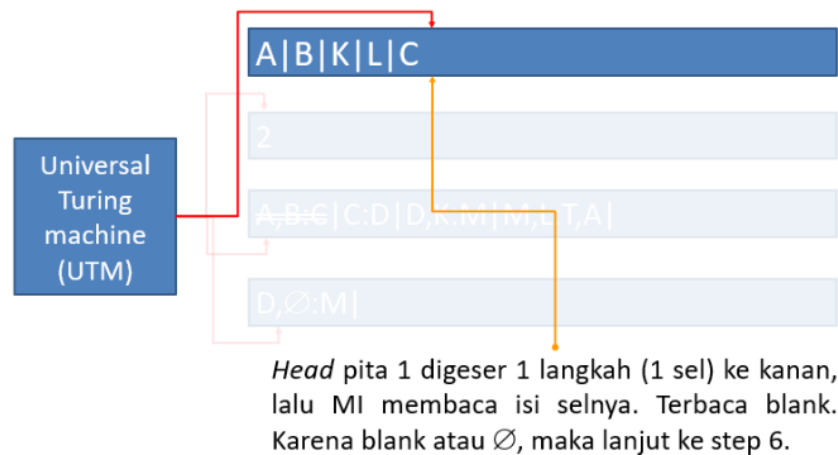 A|B|K|L|C
2
Universal
Turing
machine
(UTM)
A,B:C|C:D|D,K:M|M,L:T,A|
D,∅:M|
Head pita 1 digeser 1 langkah (1 sel) ke kanan,
lalu MI membaca isi selnya. Terbaca blank.
Karena blank atau ∅, maka lanjut ke step 6.